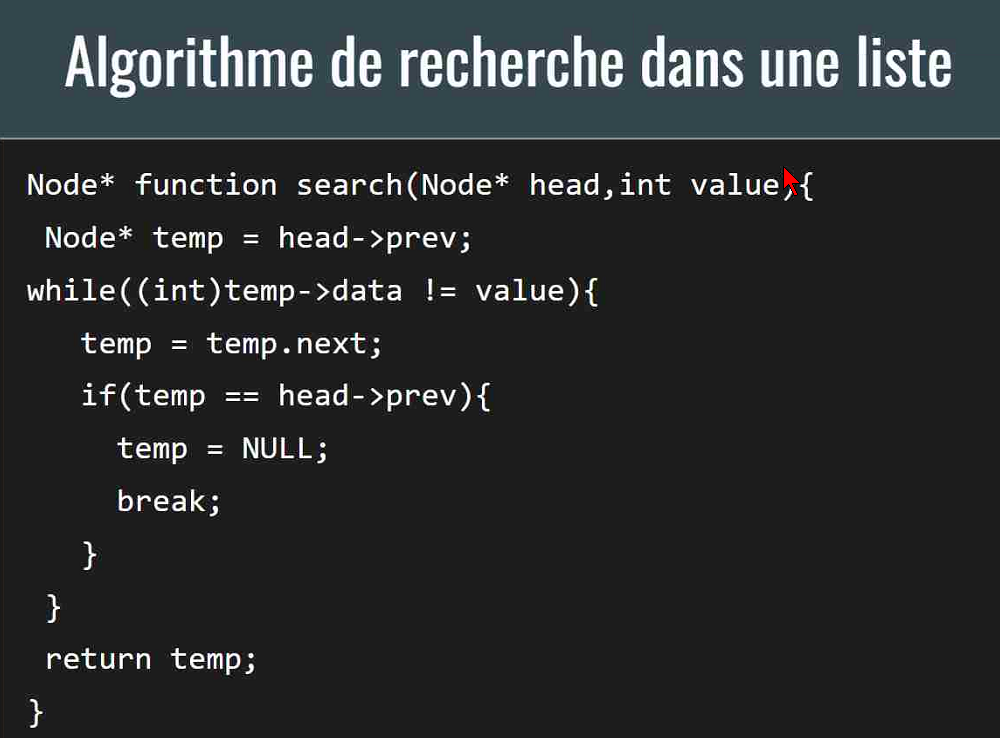 Algorithme de recherche dans une liste
Node* function search(Node* head,int value){
Node* temp = head->prev;
while((int)temp->data != value){
temp = temp.next;
if(temp == head->prev){
temp = NULL;
break;
}
}
return temp;
}